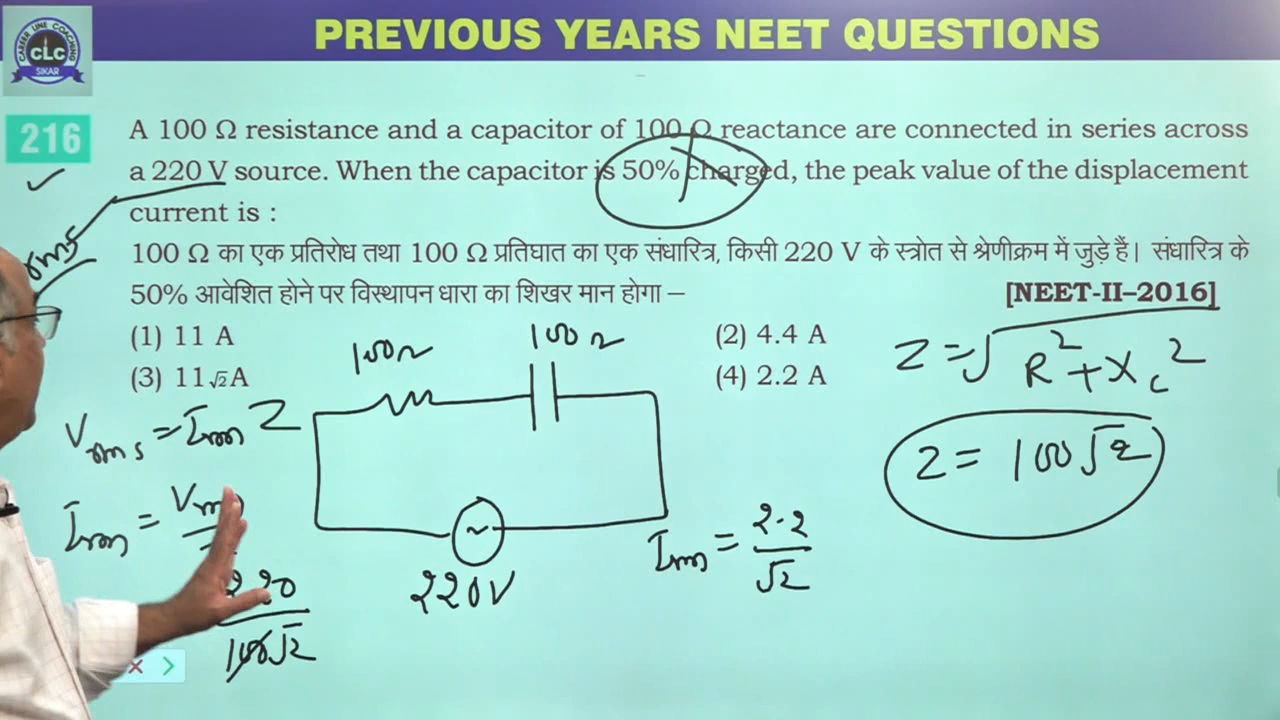 PREVIOUS YEARS NEET QUESTIONS
CAREER LINE COACHING
CLC
SIKAR
216
A 100 Ω resistance and a capacitor of 100 Ω reactance are connected in series across
a 220 V source. When the capacitor is 50% charged, the peak value of the displacement
current is :
rms
100 Ω का एक प्रतिरोध तथा 100 Ω प्रतिघात का एक संधारित्र, किसी 220 V के स्त्रोत से श्रेणीक्रम में जुड़े हैं। संधारित्र के
50% आवेशित होने पर विस्थापन धारा का शिखर मान होगा –
[NEET-II–2016]
(1) 11 A
(2) 4.4 A
(3) 11√2A
(4) 2.2 A
100Ω
100Ω
Z = √R² + Xc²
Vrms = Irms Z
Z = 100√2
220V
Irms = 2.2/√2
220
100√2